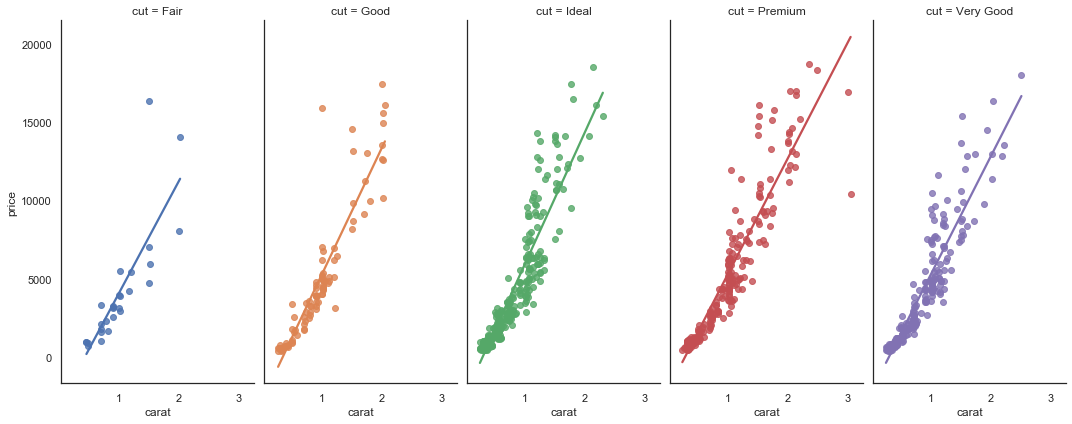 cut = Fair
cut = Good
cut = Ideal
cut = Premium
cut = Very Good
price
20000
15000
10000
5000
0
1 2 3
1 2 3
1 2 3
1 2 3
1 2 3
carat
carat
carat
carat
carat